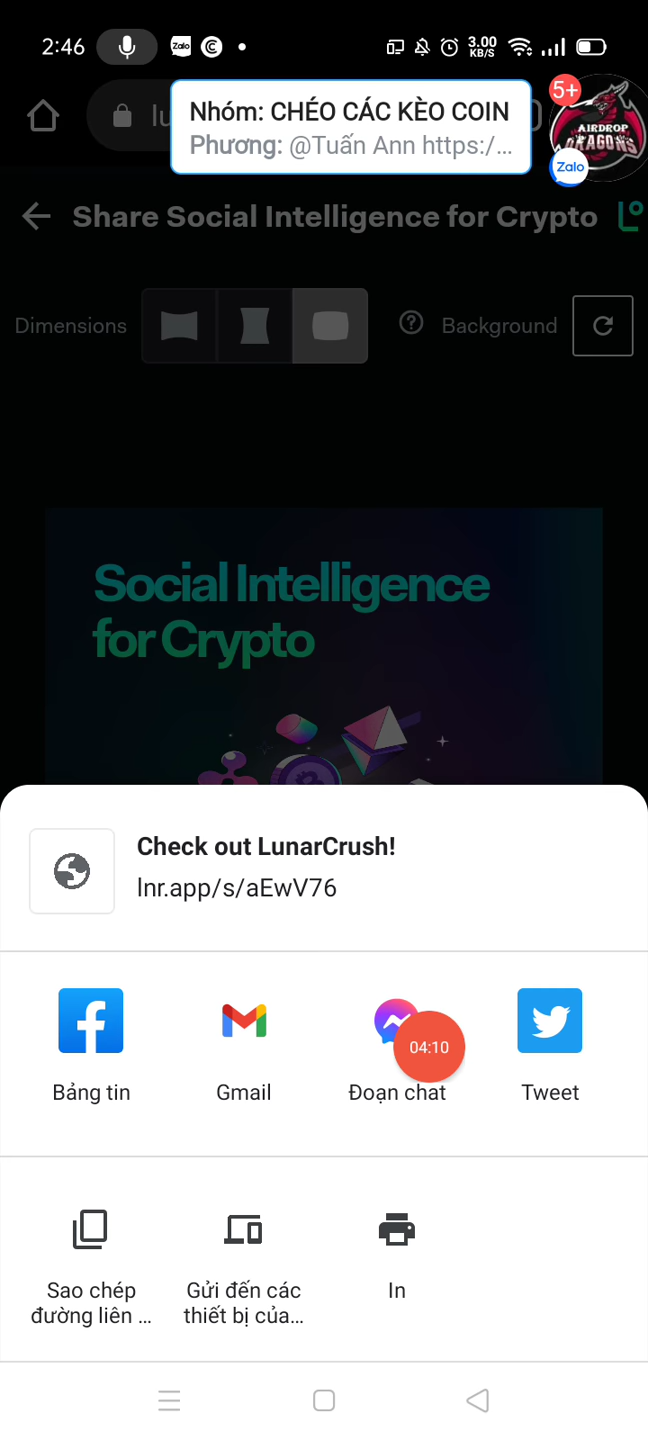 2:46
Zalo
3.00
KB/S
lu
Nhóm: CHÉO CÁC KÈO COIN
Phương: @Tuấn Ann https:/...
5+
AIRDROP
DRAGONS
Zalo
Share Social Intelligence for Crypto
Dimensions
Background
Social Intelligence
for Crypto
Check out LunarCrush!
lnr.app/s/aEwV76
04:10
Bảng tin
Gmail
Đoạn chat
Tweet
Sao chép
đường liên ...
Gửi đến các
thiết bị của...
In